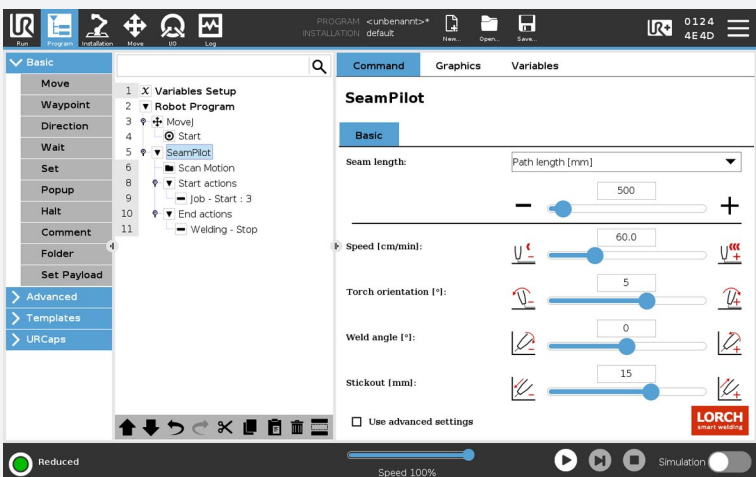 PROGRAM <unbenannt>*
INSTALLATION default
Run
Program
Installation
Move
I/O
Log
New...
Open...
Save...
0124
4E4D
Basic
Move
Waypoint
Direction
Wait
Set
Popup
Halt
Comment
Folder
Set Payload
Advanced
Templates
URCaps
1 X Variables Setup
2 Robot Program
3 MoveJ
4 Start
5 SeamPilot
6 Scan Motion
8 Start actions
9 Job - Start : 3
10 End actions
11 Welding - Stop
Command Graphics Variables
SeamPilot
Basic
Seam length: Path length [mm]
500
Speed [cm/min]: 60.0
Torch orientation [°]: 5
Weld angle [°]: 0
Stickout [mm]: 15
Use advanced settings
LORCH
smart welding
Reduced
Speed 100%
Simulation